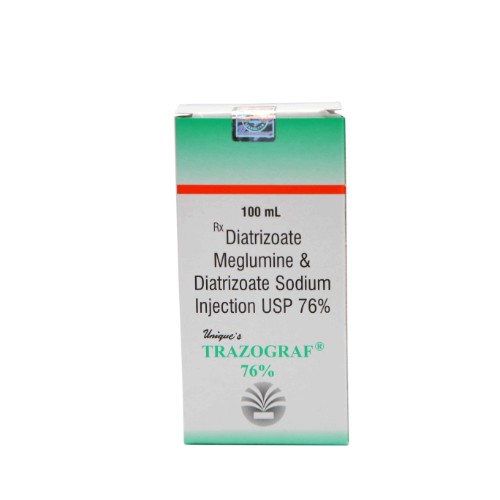 100 mL
Rx Diatrizoate
Meglumine &
Diatrizoate Sodium
Injection USP 76%
Unique's
TRAZOGRAF®
76%